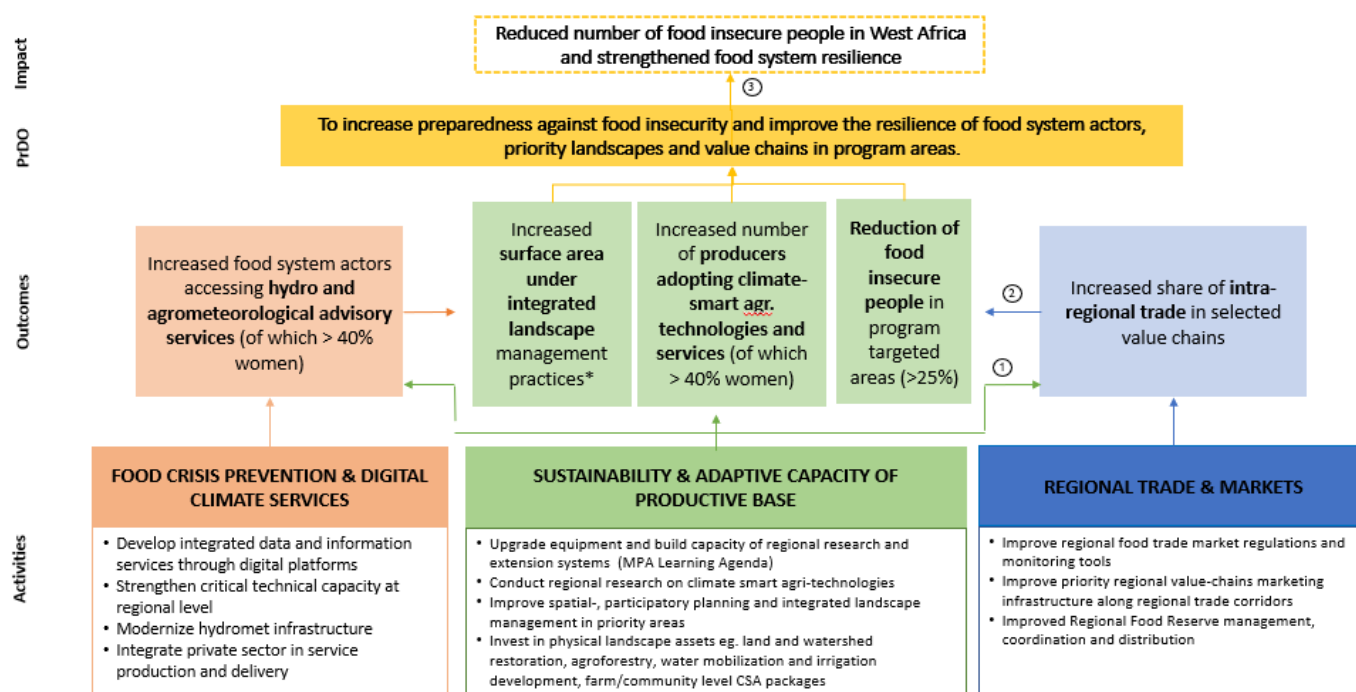 Impact
Reduced number of food insecure people in West Africa
and strengthened food system resilience
③
PrDO
To increase preparedness against food insecurity and improve the resilience of food system actors,
priority landscapes and value chains in program areas.
Outcomes
Increased food system actors
accessing hydro and
agrometeorological advisory
services (of which > 40%
women)
Increased
surface area
under
integrated
landscape
management
practices*
Increased number
of producers
adopting climate-
smart agr.
technologies and
services (of which
> 40% women)
Reduction of
food
insecure
people in
program
targeted
areas (>25%)
②
①
Increased share of intra-
regional trade in selected
value chains
Activities
FOOD CRISIS PREVENTION & DIGITAL
CLIMATE SERVICES
• Develop integrated data and information
services through digital platforms
• Strengthen critical technical capacity at
regional level
• Modernize hydromet infrastructure
• Integrate private sector in service
production and delivery
SUSTAINABILITY & ADAPTIVE CAPACITY OF
PRODUCTIVE BASE
• Upgrade equipment and build capacity of regional research and
extension systems (MPA Learning Agenda)
• Conduct regional research on climate smart agri-technologies
• Improve spatial-, participatory planning and integrated landscape
management in priority areas
• Invest in physical landscape assets eg. land and watershed
restoration, agroforestry, water mobilization and irrigation
development, farm/community level CSA packages
REGIONAL TRADE & MARKETS
• Improve regional food trade market regulations and
monitoring tools
• Improve priority regional value-chains marketing
infrastructure along regional trade corridors
• Improved Regional Food Reserve management,
coordination and distribution